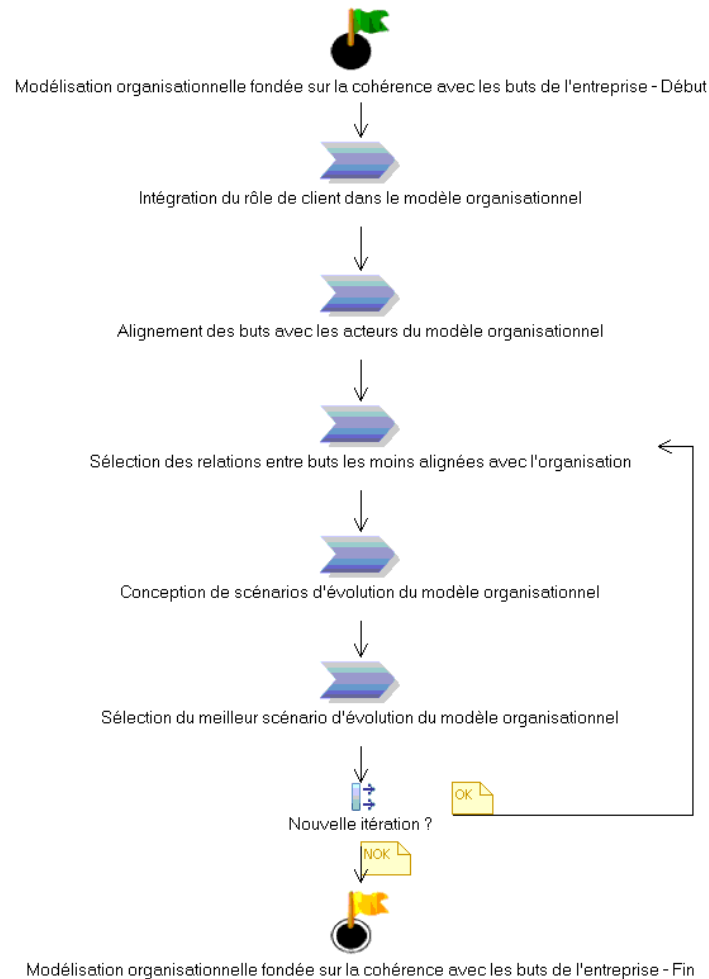 Modélisation organisationnelle fondée sur la cohérence avec les buts de l'entreprise - Début
Intégration du rôle de client dans le modèle organisationnel
Alignement des buts avec les acteurs du modèle organisationnel
Sélection des relations entre buts les moins alignées avec l'organisation
Conception de scénarios d'évolution du modèle organisationnel
Sélection du meilleur scénario d'évolution du modèle organisationnel
OK
Nouvelle itération ?
NOK
Modélisation organisationnelle fondée sur la cohérence avec les buts de l'entreprise - Fin